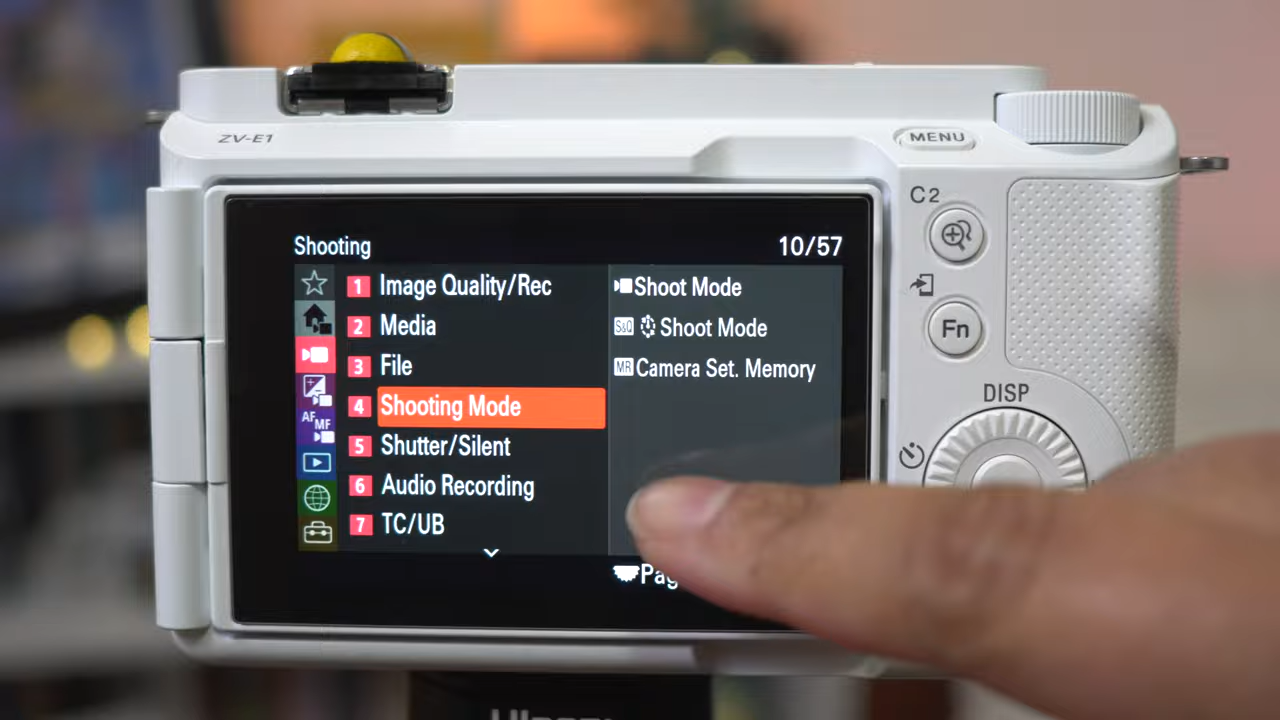 ZV-E1
MENU
C2
Fn
DISP
Shooting
10/57
1 Image Quality/Rec
2 Media
3 File
4 Shooting Mode
5 Shutter/Silent
6 Audio Recording
7 TC/UB
AF MF
Shoot Mode
S&Q Shoot Mode
MR Camera Set. Memory